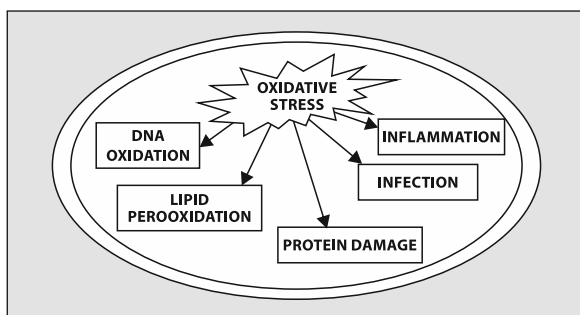 OXIDATIVE
STRESS
DNA
OXIDATION
INFLAMMATION
LIPID
PEROOXIDATION
INFECTION
PROTEIN DAMAGE